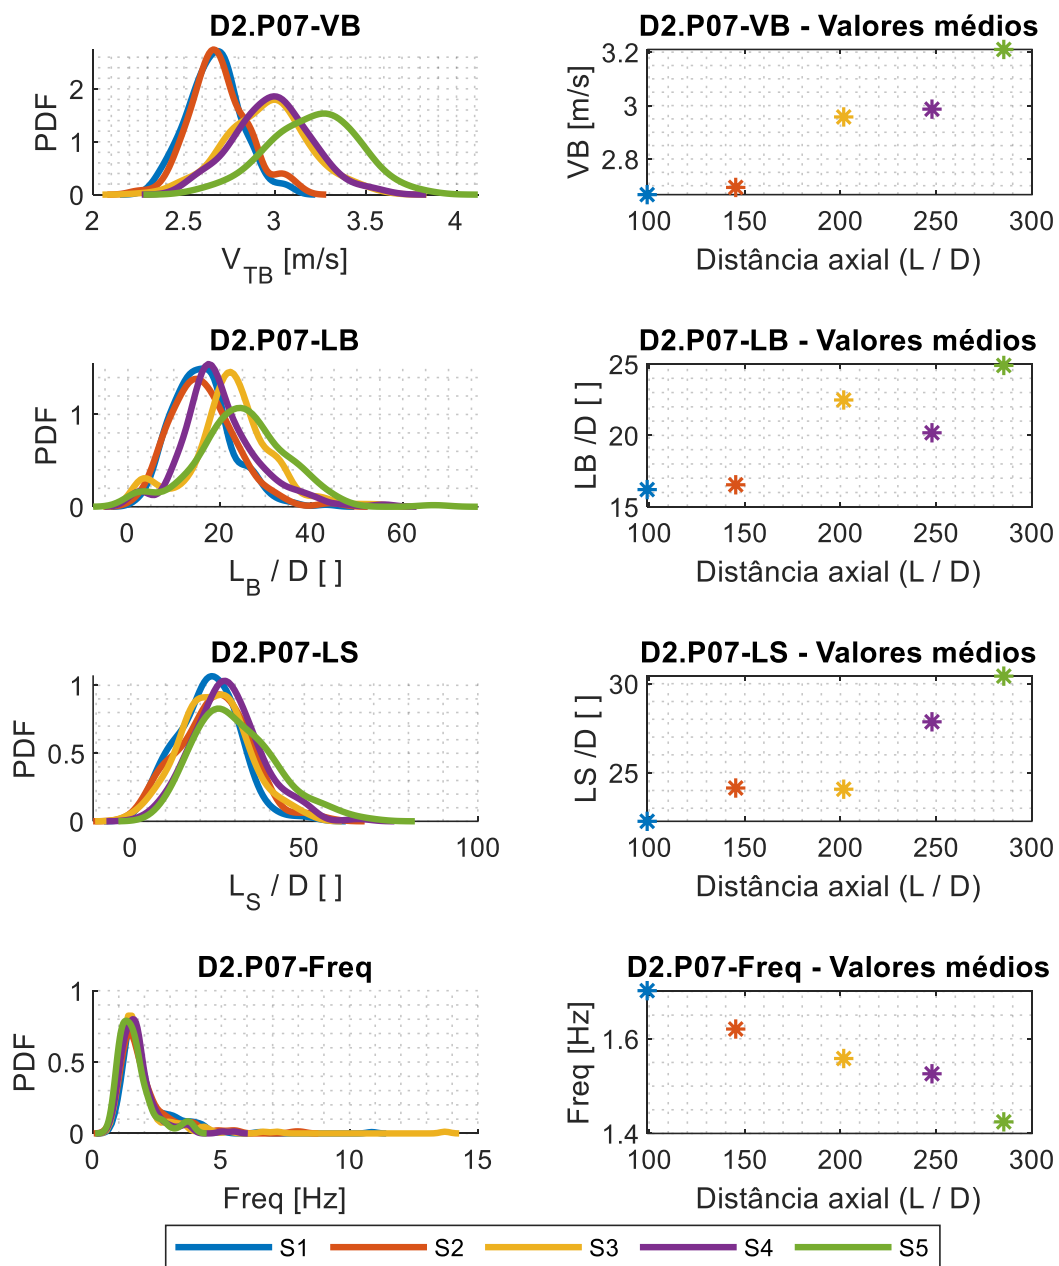 D2.P07-VB
PDF
0
1
2
2
2.5
3
3.5
4
V_TB [m/s]
D2.P07-VB - Valores médios
VB [m/s]
2.8
3
3.2
100
150
200
250
300
Distância axial (L / D)
D2.P07-LB
PDF
0
1
0
20
40
60
L_B / D [ ]
D2.P07-LB - Valores médios
LB /D [ ]
15
20
25
100
150
200
250
300
Distância axial (L / D)
D2.P07-LS
PDF
0
0.5
1
0
50
100
L_S / D [ ]
D2.P07-LS - Valores médios
LS /D [ ]
25
30
100
150
200
250
300
Distância axial (L / D)
D2.P07-Freq
PDF
0
0.5
1
0
5
10
15
Freq [Hz]
D2.P07-Freq - Valores médios
Freq [Hz]
1.4
1.6
100
150
200
250
300
Distância axial (L / D)
S1 S2 S3 S4 S5